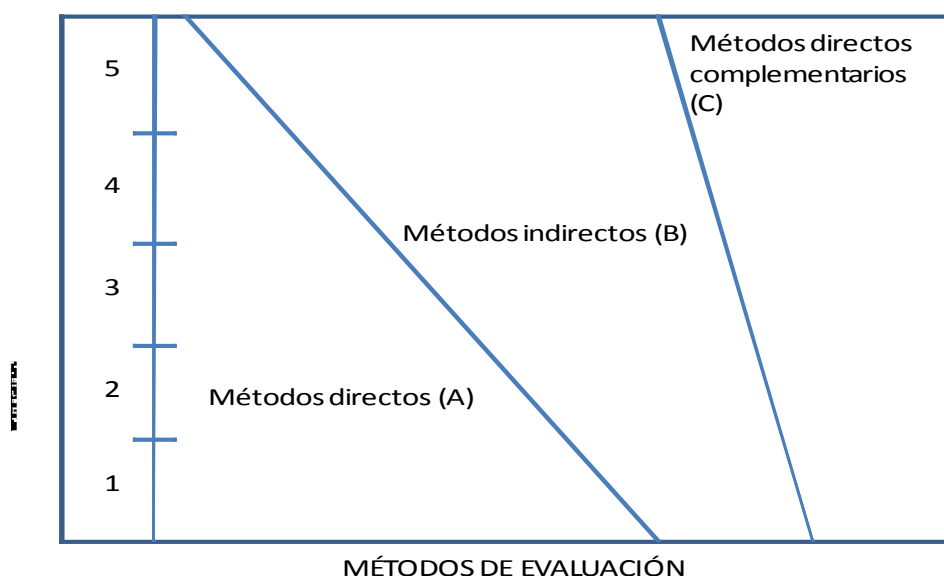 5
Métodos directos
complementarios
(C)
4
Métodos indirectos (B)
3
2
Métodos directos (A)
1
MÉTODOS DE EVALUACIÓN